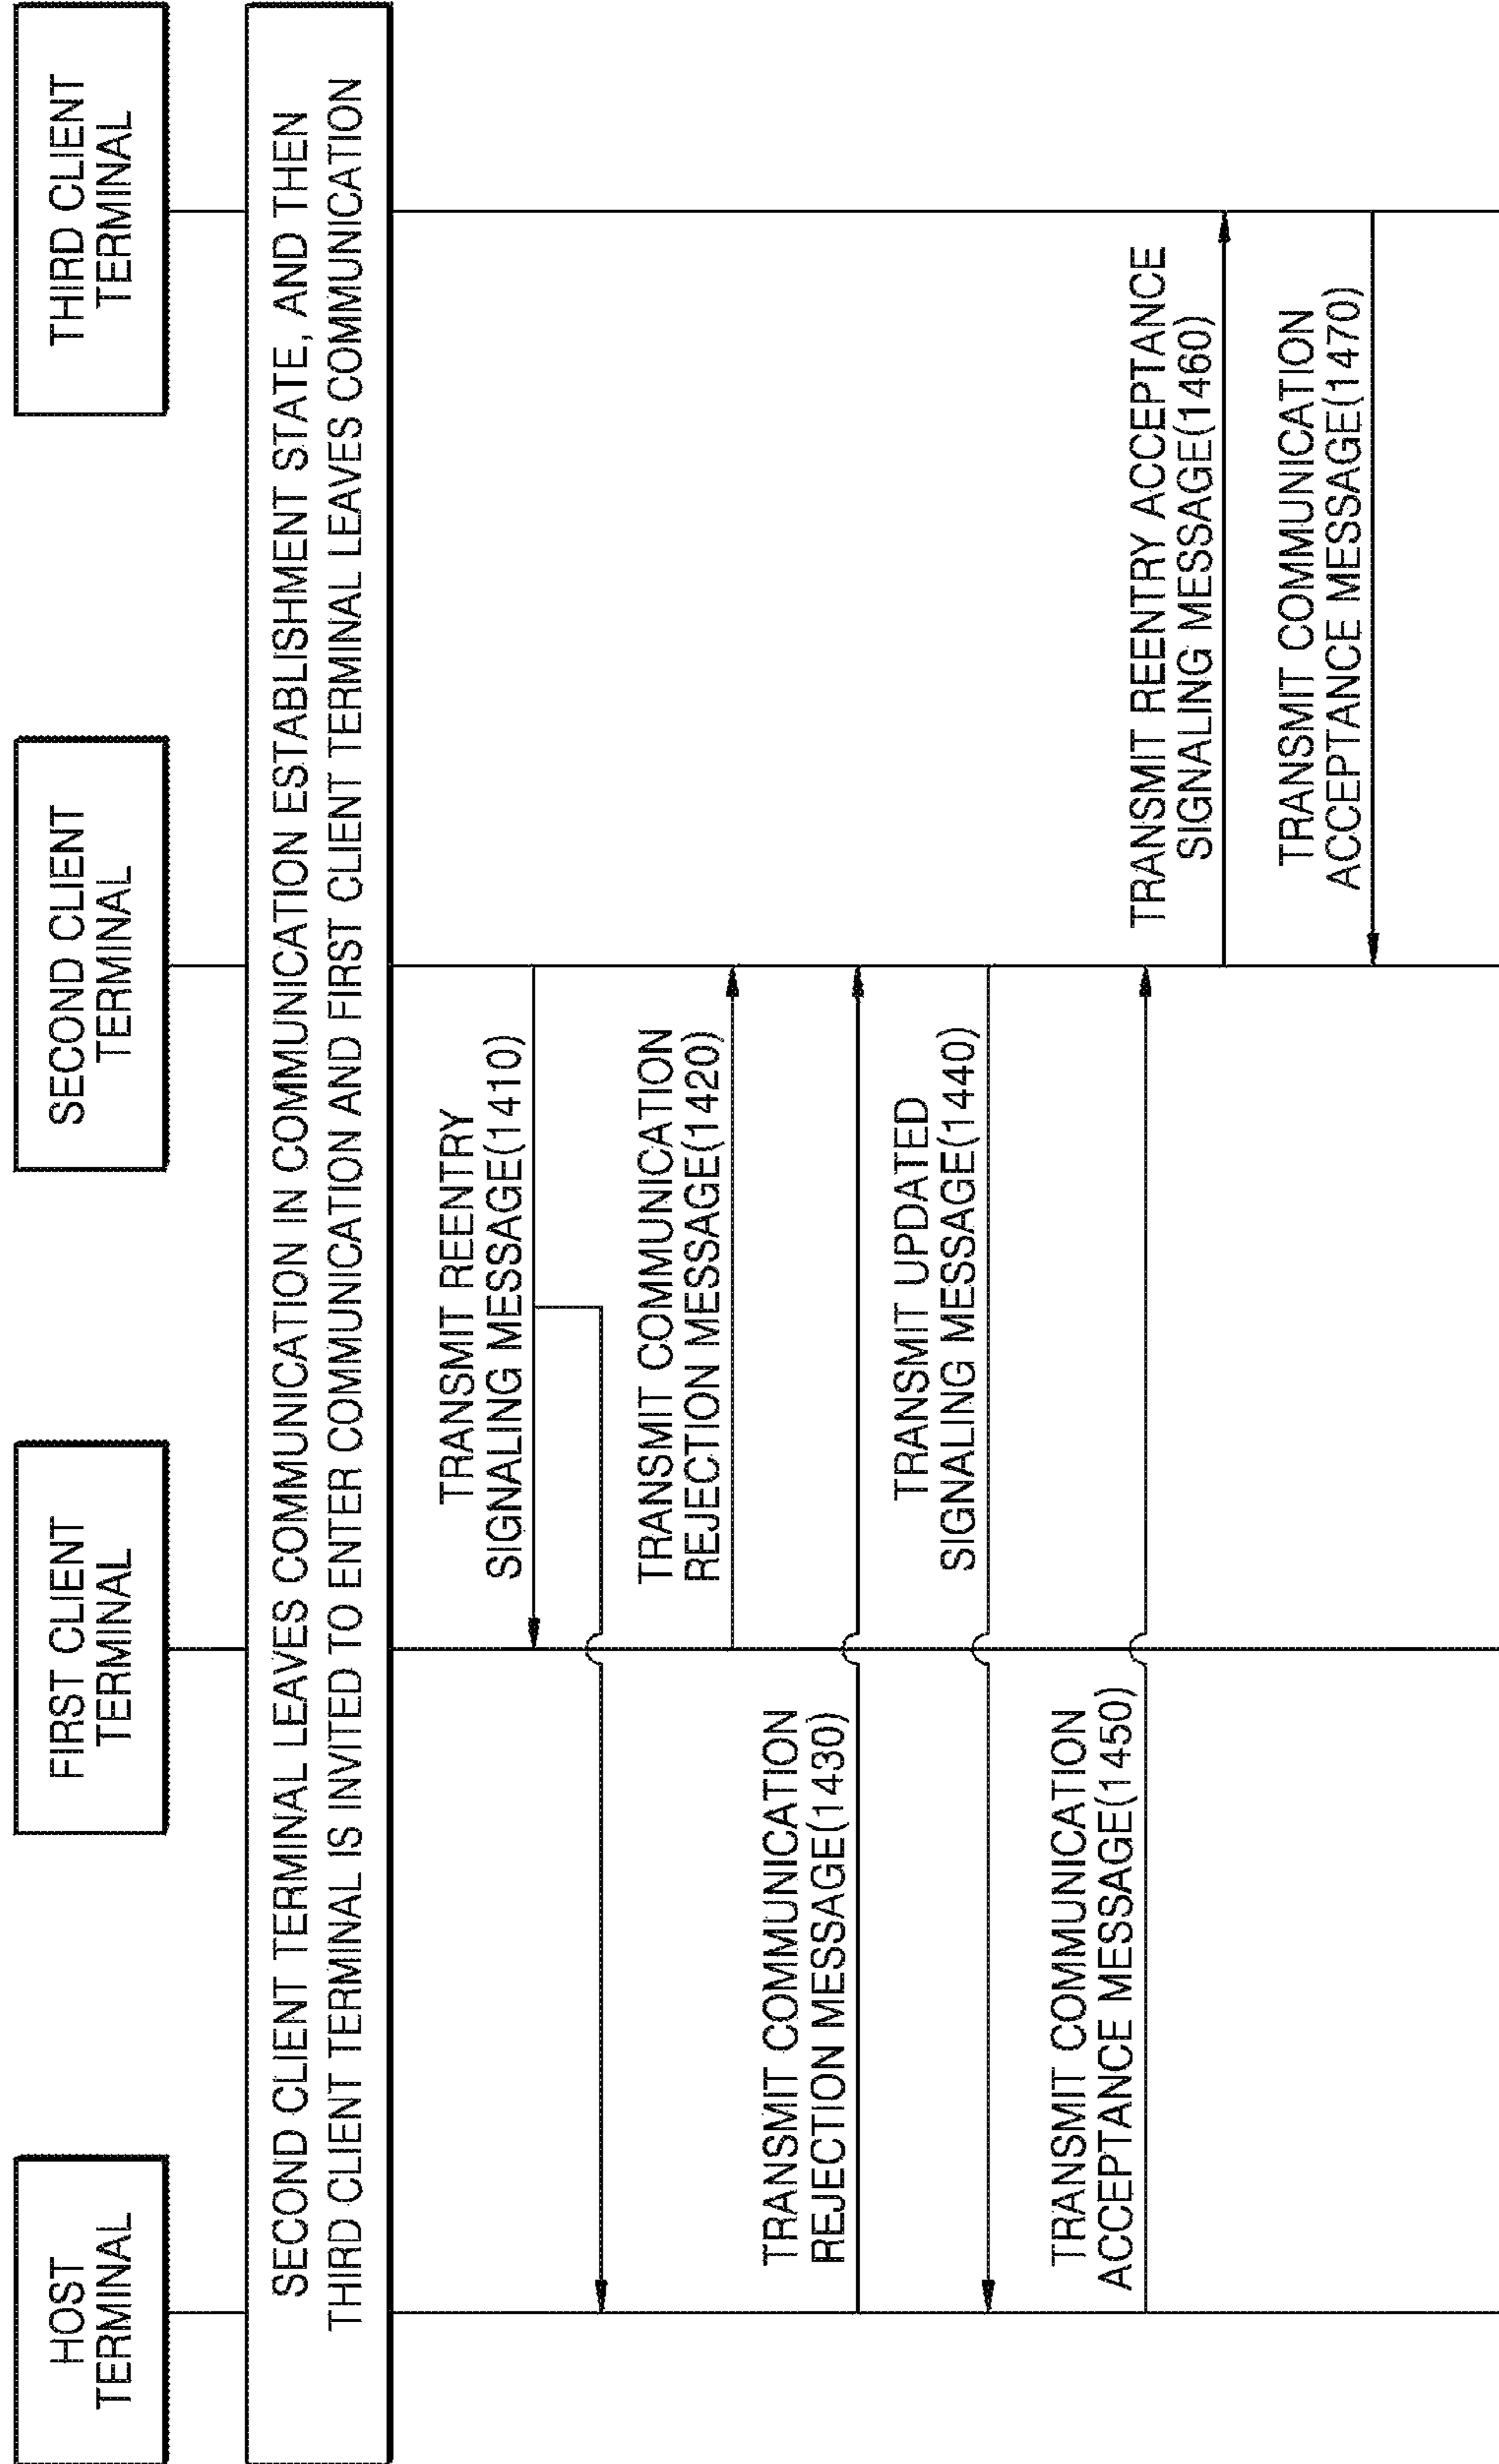 HOST
TERMINAL
FIRST CLIENT
TERMINAL
SECOND CLIENT
TERMINAL
THIRD CLIENT
TERMINAL
SECOND CLIENT TERMINAL LEAVES COMMUNICATION IN COMMUNICATION ESTABLISHMENT STATE, AND THEN
THIRD CLIENT TERMINAL IS INVITED TO ENTER COMMUNICATION AND FIRST CLIENT TERMINAL LEAVES COMMUNICATION
TRANSMIT REENTRY
SIGNALING MESSAGE(1410)
TRANSMIT COMMUNICATION
REJECTION MESSAGE(1420)
TRANSMIT COMMUNICATION
REJECTION MESSAGE(1430)
TRANSMIT UPDATED
SIGNALING MESSAGE(1440)
TRANSMIT COMMUNICATION
ACCEPTANCE MESSAGE(1450)
TRANSMIT REENTRY ACCEPTANCE
SIGNALING MESSAGE(1460)
TRANSMIT COMMUNICATION
ACCEPTANCE MESSAGE(1470)